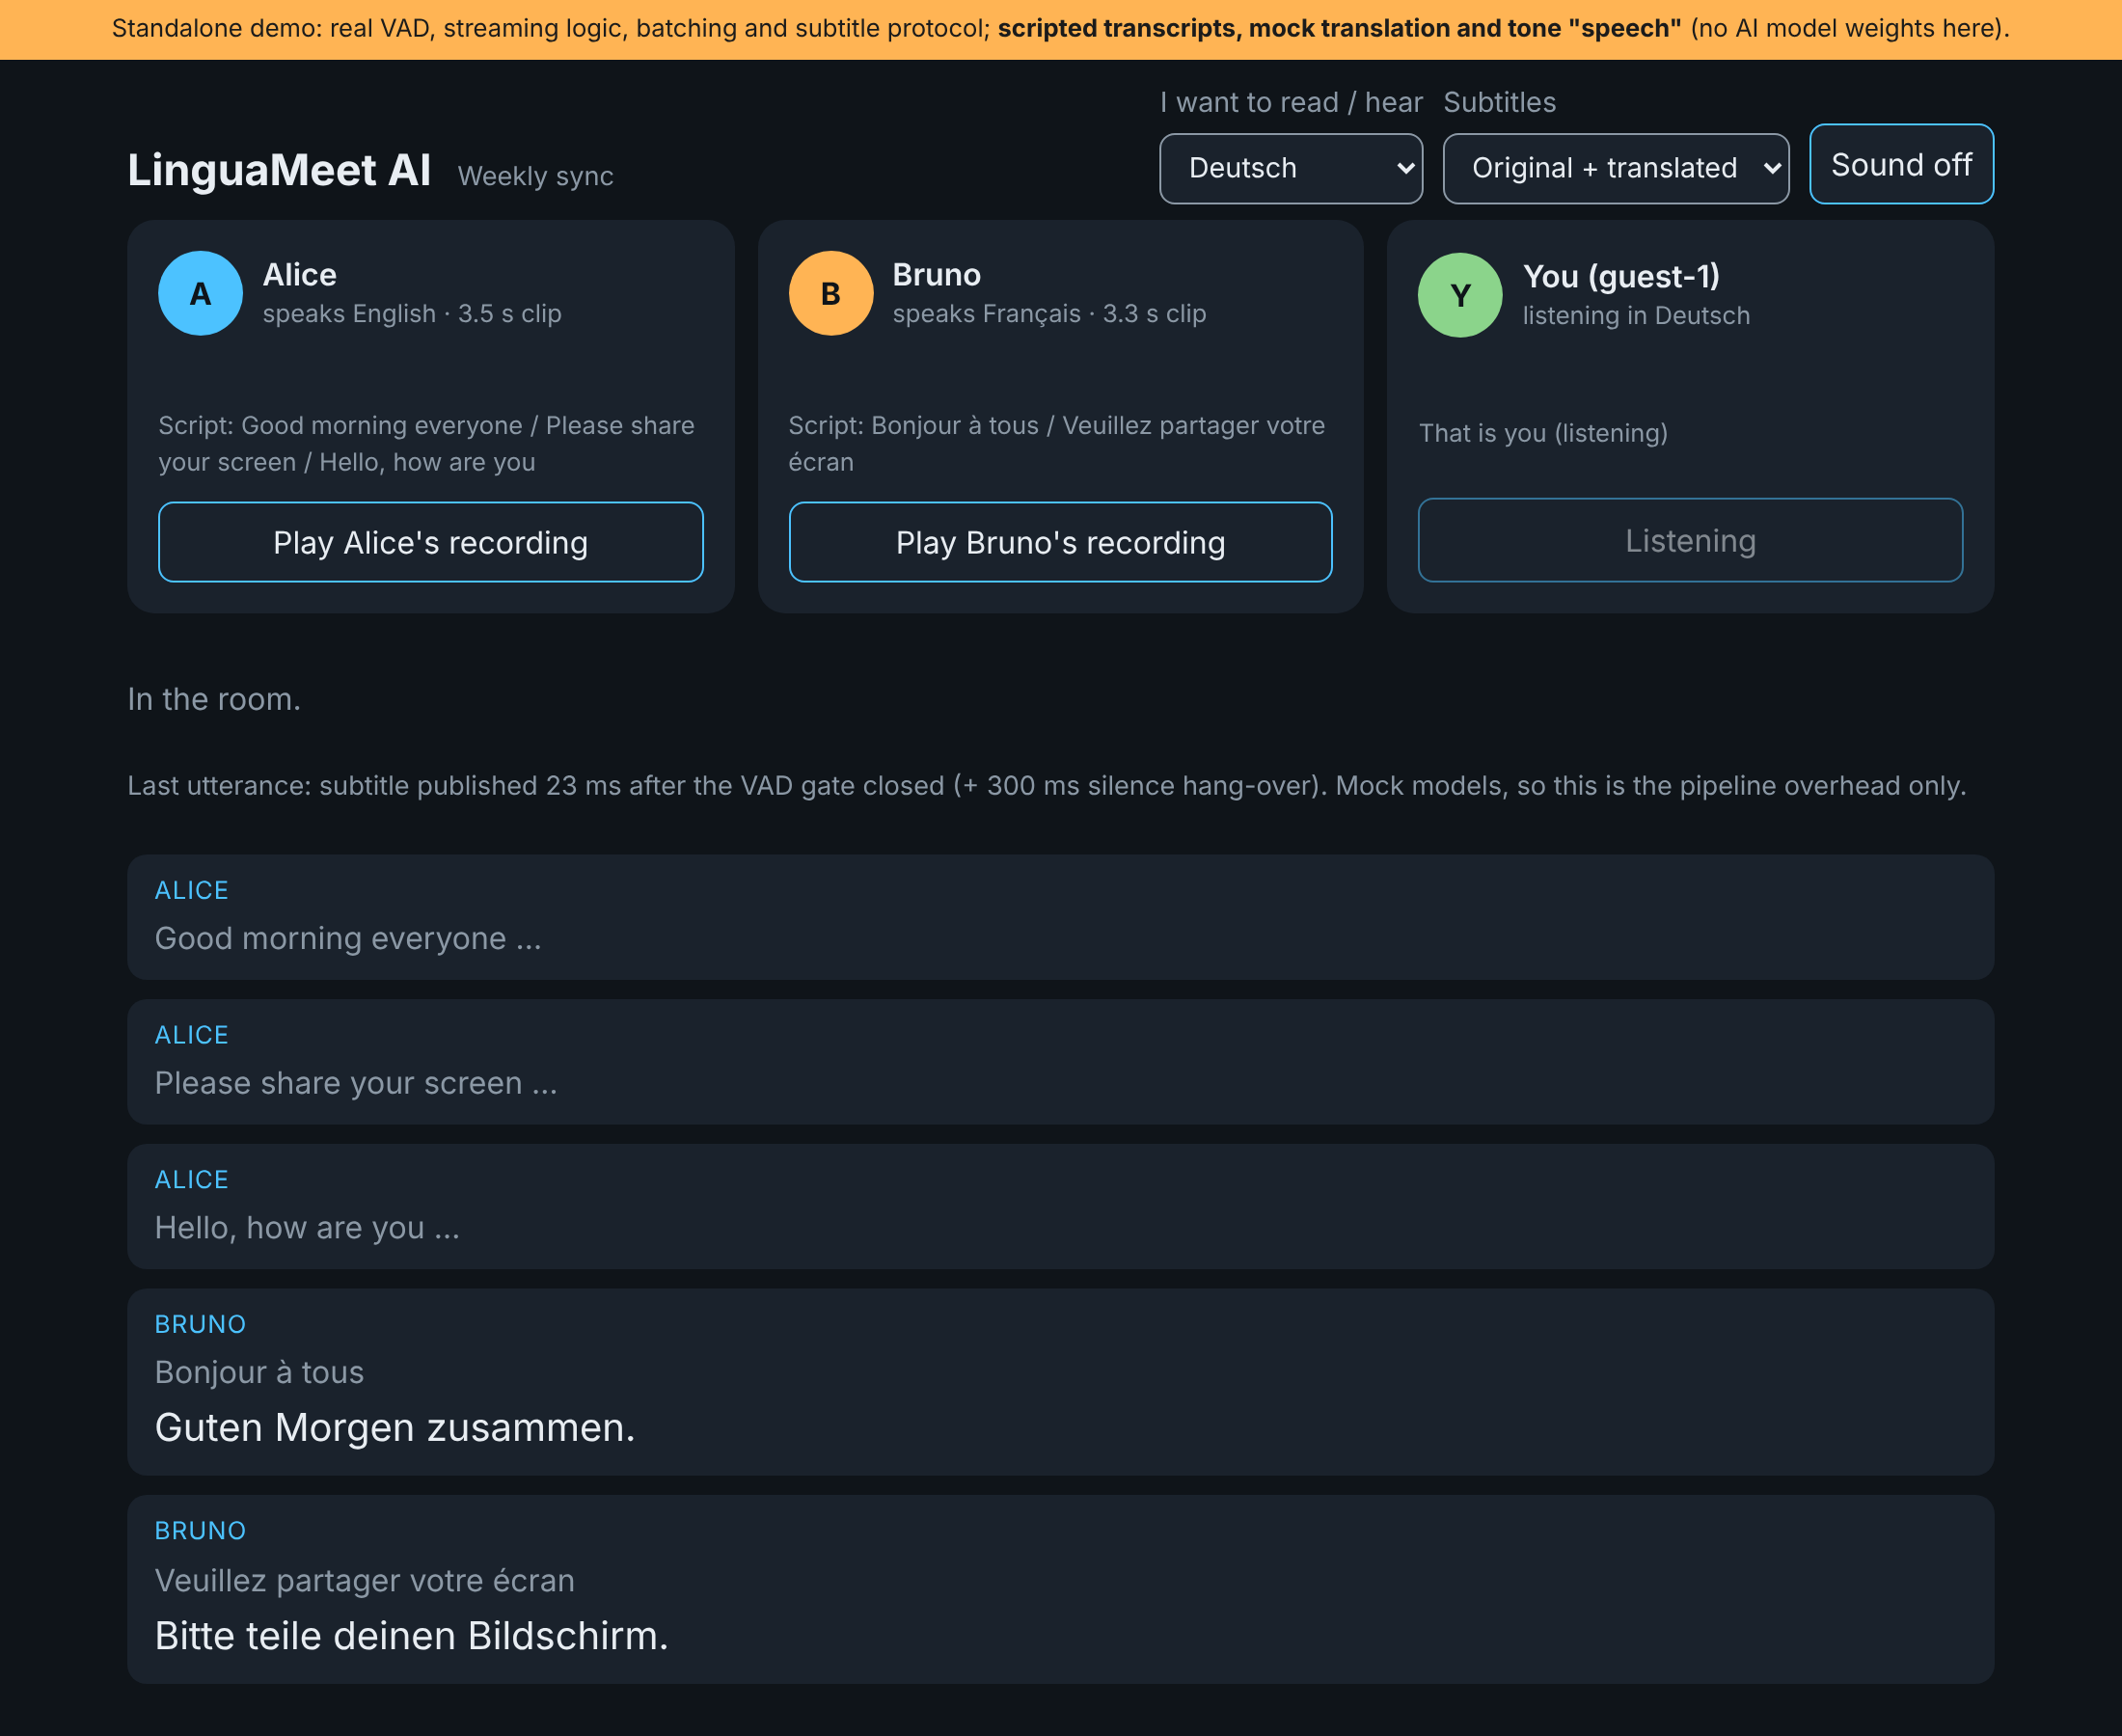 Standalone demo: real VAD, streaming logic, batching and subtitle protocol; scripted transcripts, mock translation and tone "speech" (no AI model weights here).
LinguaMeet AI Weekly sync
I want to read / hear
Deutsch
Subtitles
Original + translated
Sound off
A
Alice
speaks English · 3.5 s clip
Script: Good morning everyone / Please share
your screen / Hello, how are you
Play Alice's recording
B
Bruno
speaks Français · 3.3 s clip
Script: Bonjour à tous / Veuillez partager votre
écran
Play Bruno's recording
Y
You (guest-1)
listening in Deutsch
That is you (listening)
Listening
In the room.
Last utterance: subtitle published 23 ms after the VAD gate closed (+ 300 ms silence hang-over). Mock models, so this is the pipeline overhead only.
ALICE
Good morning everyone ...
ALICE
Please share your screen ...
ALICE
Hello, how are you ...
BRUNO
Bonjour à tous
Guten Morgen zusammen.
BRUNO
Veuillez partager votre écran
Bitte teile deinen Bildschirm.